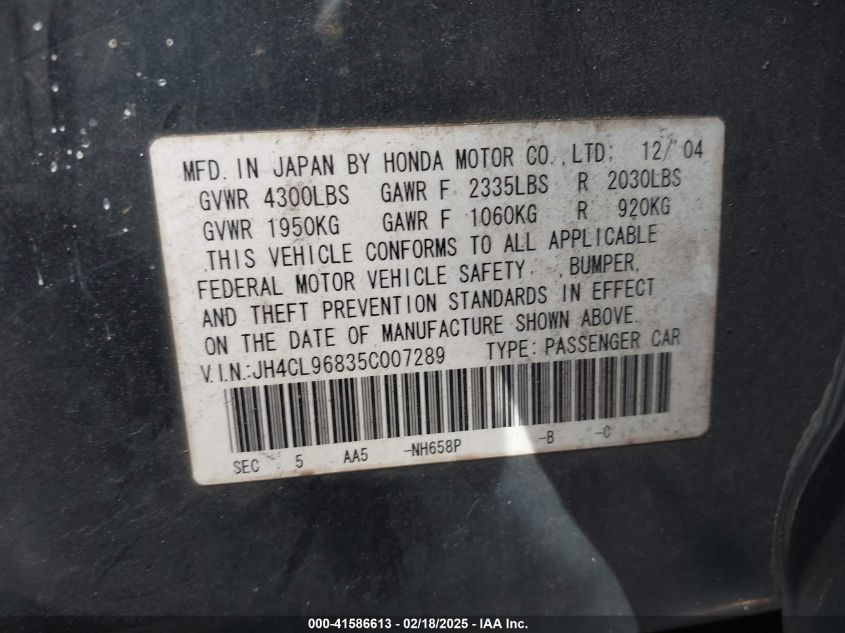 MFD. IN JAPAN BY HONDA MOTOR CO.,LTD: 12/'04
GVWR 4300LBS GAWR F 2335LBS R 2030LBS
GVWR 1950KG GAWR F 1060KG R 920KG
THIS VEHICLE CONFORMS TO ALL APPLICABLE
FEDERAL MOTOR VEHICLE SAFETY, BUMPER,
AND THEFT PREVENTION STANDARDS IN EFFECT
ON THE DATE OF MANUFACTURE SHOWN ABOVE.
V.I.N.:JH4CL96835C007289 TYPE: PASSENGER CAR
SEC 5 AA5 -NH658P -B -C
000-41586613 - 02/18/2025 - IAA Inc.